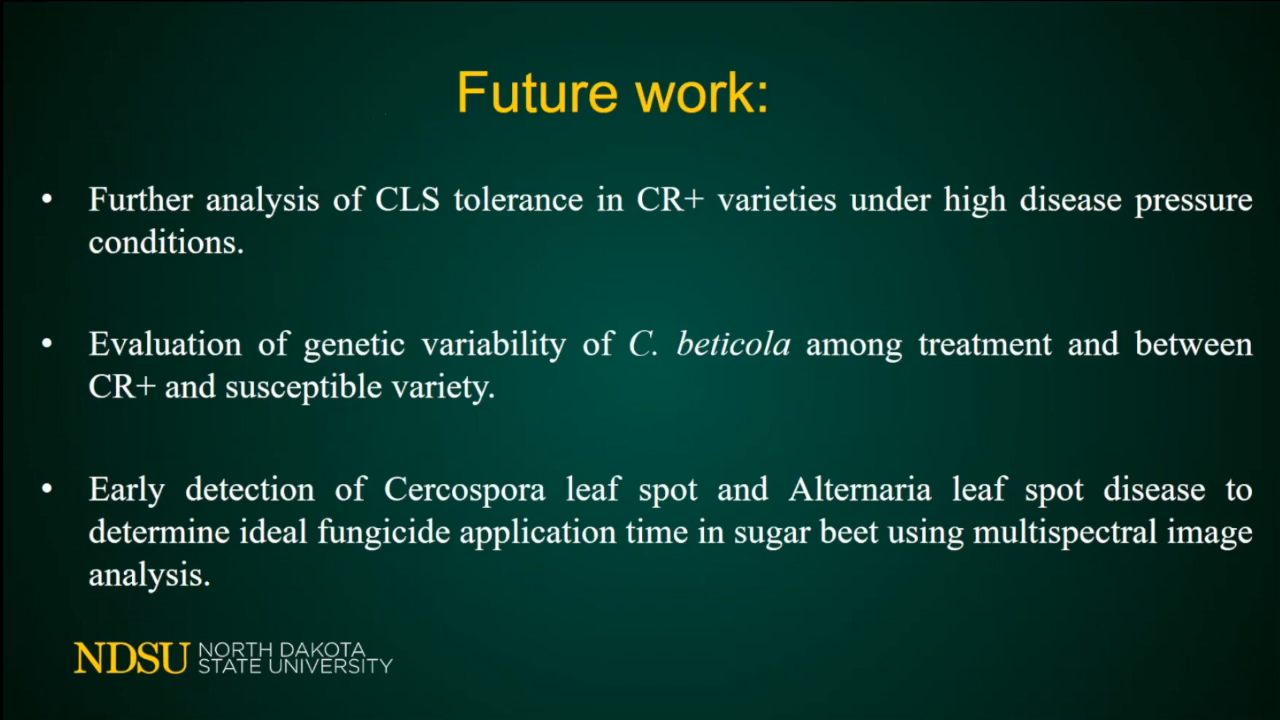 Future work:
• Further analysis of CLS tolerance in CR+ varieties under high disease pressure
conditions.
• Evaluation of genetic variability of C. beticola among treatment and between
CR+ and susceptible variety.
• Early detection of Cercospora leaf spot and Alternaria leaf spot disease to
determine ideal fungicide application time in sugar beet using multispectral image
analysis.
NDSU NORTH DAKOTA
STATE UNIVERSITY